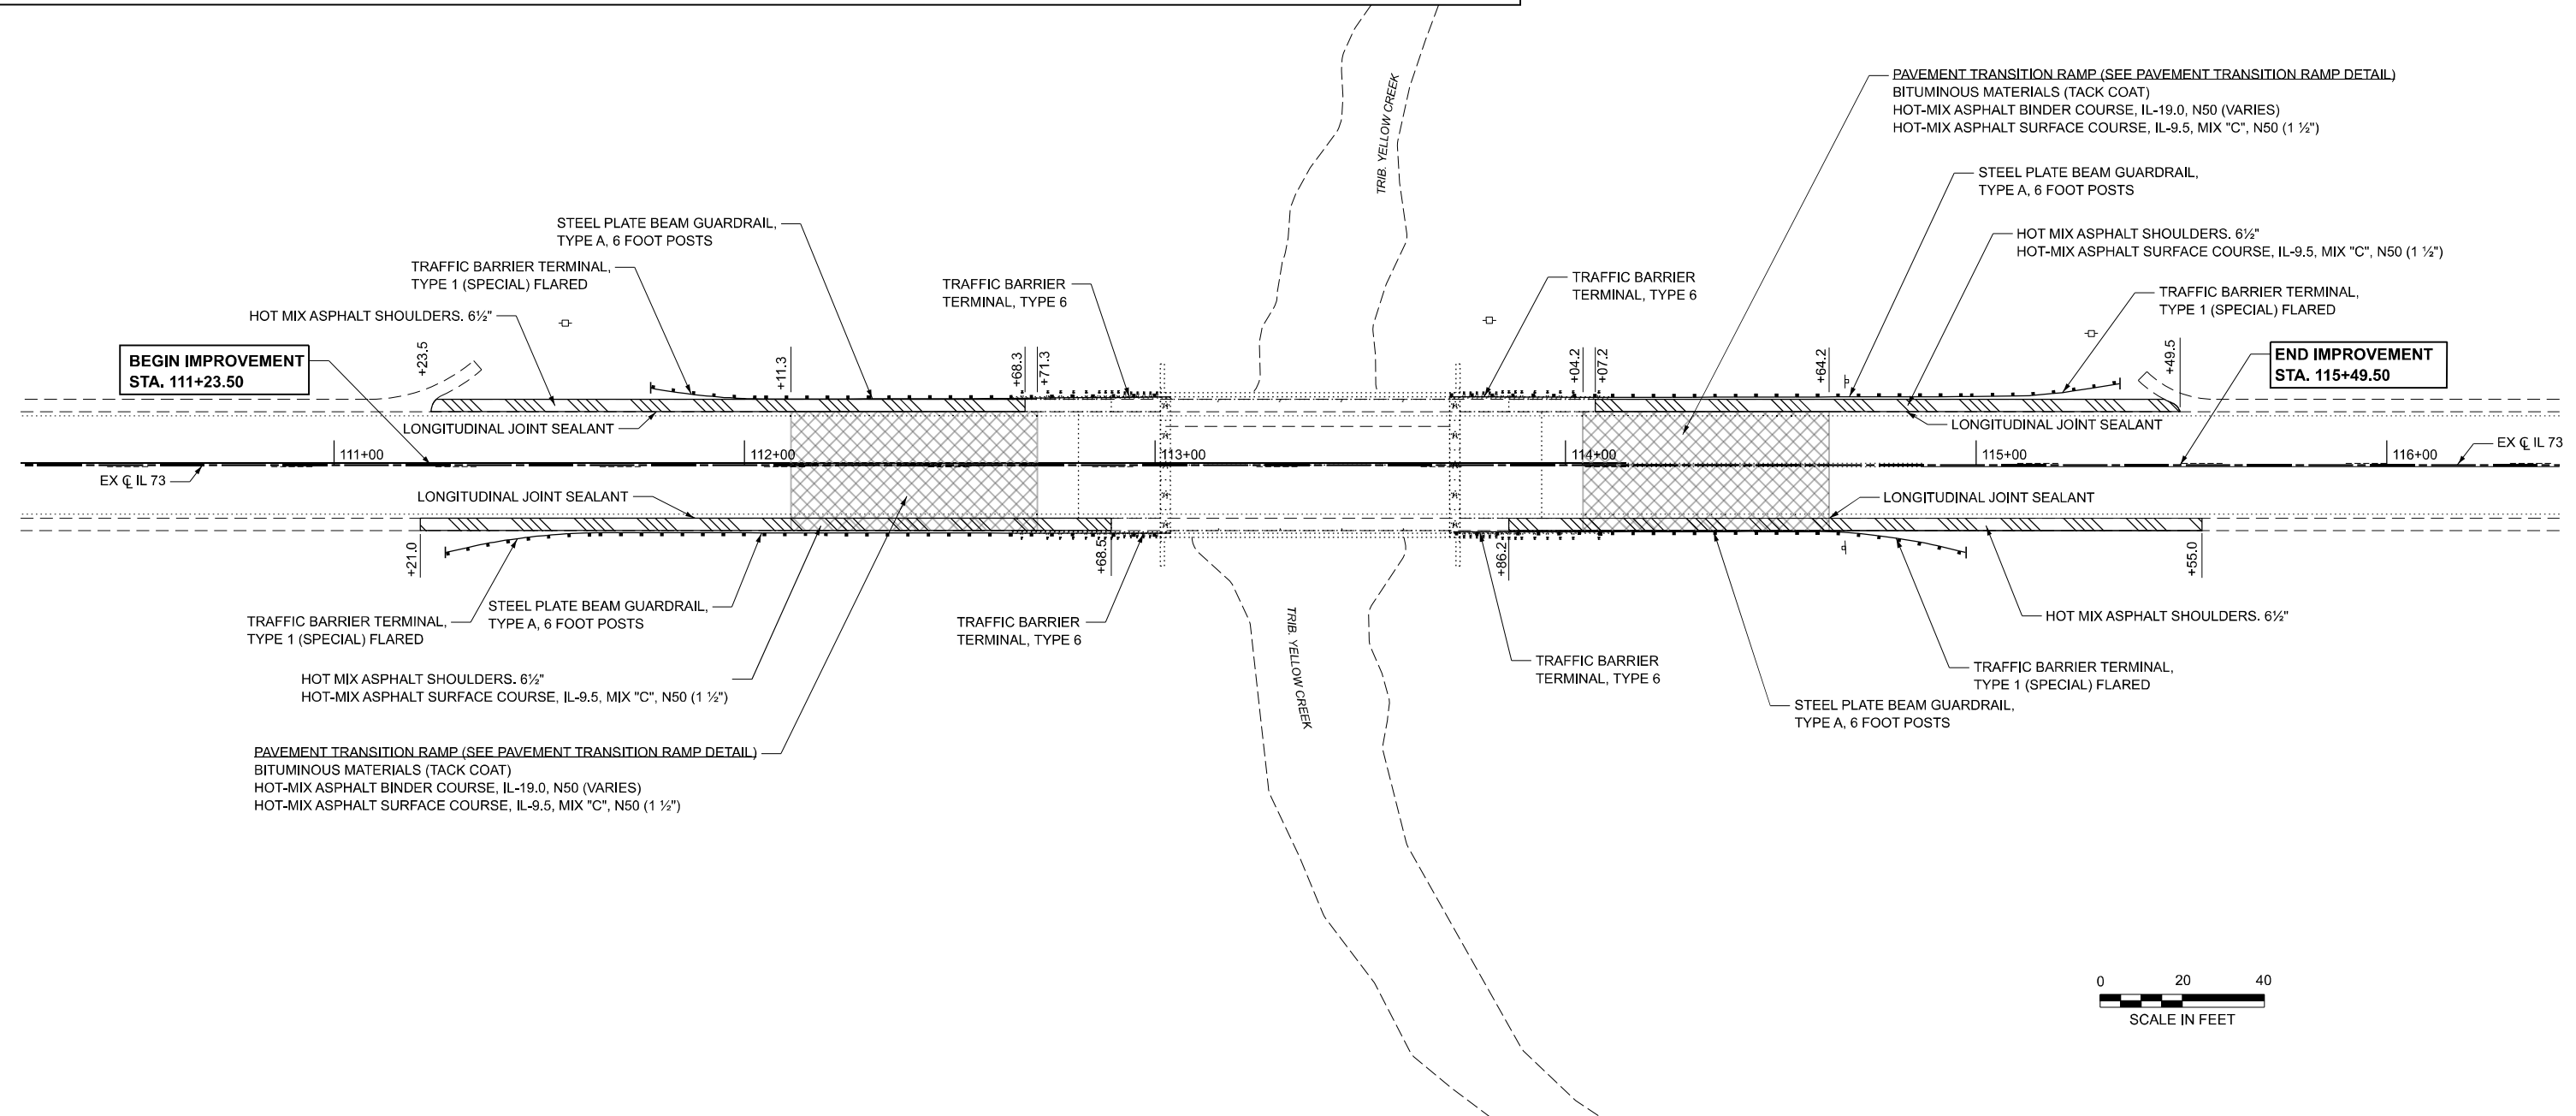 TRIB. YELLOW CREEK
PAVEMENT TRANSITION RAMP (SEE PAVEMENT TRANSITION RAMP DETAIL)
BITUMINOUS MATERIALS (TACK COAT)
HOT-MIX ASPHALT BINDER COURSE, IL-19.0, N50 (VARIES)
HOT-MIX ASPHALT SURFACE COURSE, IL-9.5, MIX "C", N50 (1 ½")
STEEL PLATE BEAM GUARDRAIL,
TYPE A, 6 FOOT POSTS
STEEL PLATE BEAM GUARDRAIL,
TYPE A, 6 FOOT POSTS
HOT MIX ASPHALT SHOULDERS. 6½"
HOT-MIX ASPHALT SURFACE COURSE, IL-9.5, MIX "C", N50 (1 ½")
TRAFFIC BARRIER TERMINAL,
TYPE 1 (SPECIAL) FLARED
TRAFFIC BARRIER
TERMINAL, TYPE 6
TRAFFIC BARRIER
TERMINAL, TYPE 6
TRAFFIC BARRIER TERMINAL,
TYPE 1 (SPECIAL) FLARED
HOT MIX ASPHALT SHOULDERS. 6½"
BEGIN IMPROVEMENT
STA. 111+23.50
+23.5
+11.3
+68.3
+71.3
+04.2
+07.2
+64.2
+49.5
END IMPROVEMENT
STA. 115+49.50
LONGITUDINAL JOINT SEALANT
LONGITUDINAL JOINT SEALANT
EX ℄ IL 73
111+00
112+00
113+00
114+00
115+00
116+00
EX ℄ IL 73
LONGITUDINAL JOINT SEALANT
LONGITUDINAL JOINT SEALANT
+21.0
+68.5
+86.2
+55.0
STEEL PLATE BEAM GUARDRAIL,
TYPE A, 6 FOOT POSTS
TRAFFIC BARRIER TERMINAL,
TYPE 1 (SPECIAL) FLARED
TRAFFIC BARRIER
TERMINAL, TYPE 6
TRIB. YELLOW CREEK
HOT MIX ASPHALT SHOULDERS. 6½"
TRAFFIC BARRIER
TERMINAL, TYPE 6
TRAFFIC BARRIER TERMINAL,
TYPE 1 (SPECIAL) FLARED
HOT MIX ASPHALT SHOULDERS. 6½"
HOT-MIX ASPHALT SURFACE COURSE, IL-9.5, MIX "C", N50 (1 ½")
STEEL PLATE BEAM GUARDRAIL,
TYPE A, 6 FOOT POSTS
PAVEMENT TRANSITION RAMP (SEE PAVEMENT TRANSITION RAMP DETAIL)
BITUMINOUS MATERIALS (TACK COAT)
HOT-MIX ASPHALT BINDER COURSE, IL-19.0, N50 (VARIES)
HOT-MIX ASPHALT SURFACE COURSE, IL-9.5, MIX "C", N50 (1 ½")
0 20 40
SCALE IN FEET